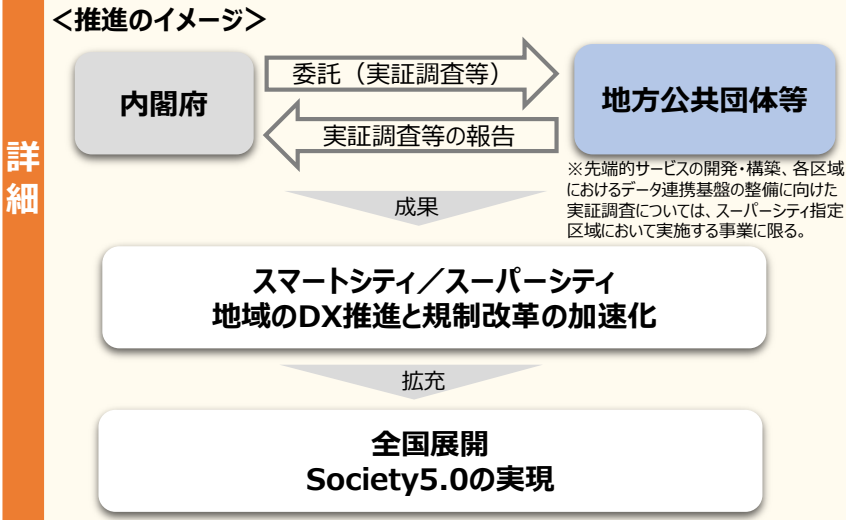 ＜推進のイメージ＞
詳細
内閣府
委託（実証調査等）
地方公共団体等
実証調査等の報告
※先端的サービスの開発・構築、各区域
におけるデータ連携基盤の整備に向けた
実証調査については、スーパーシティ指定
区域において実施する事業に限る。
成果
スマートシティ／スーパーシティ
地域のDX推進と規制改革の加速化
拡充
全国展開
Society5.0の実現